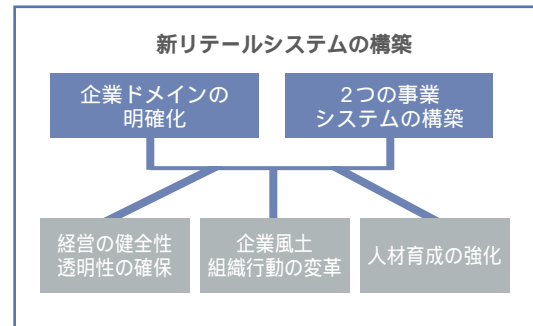 新リテールシステムの構築
企業ドメインの
明確化
2つの事業
システムの構築
経営の健全性
透明性の確保
企業風土
組織行動の変革
人材育成の強化